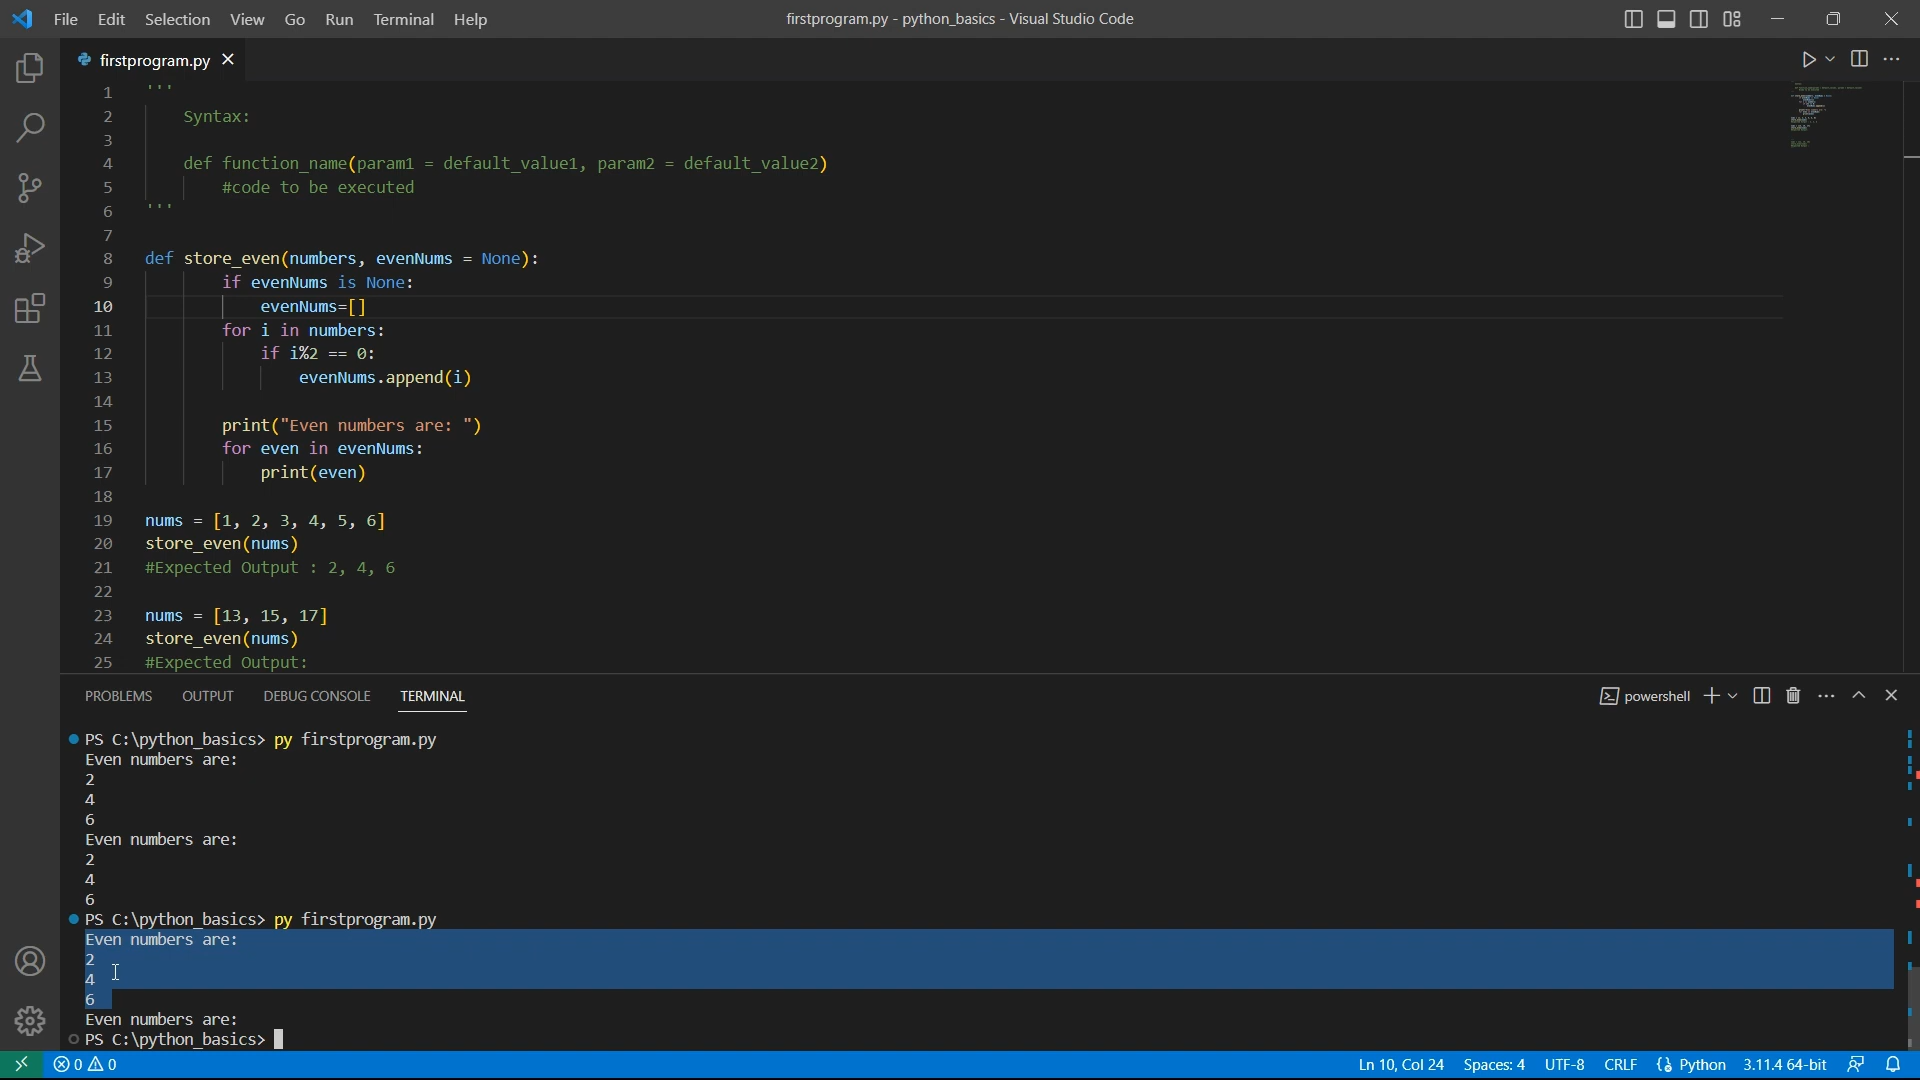 File Edit Selection View Go Run Terminal Help
firstprogram.py - python_basics - Visual Studio Code
firstprogram.py
1 '''
2 Syntax:
3
4 def function_name(param1 = default_value1, param2 = default_value2)
5 #code to be executed
6 '''
7
8 def store_even(numbers, evenNums = None):
9 if evenNums is None:
10 evenNums=[]
11 for i in numbers:
12 if i%2 == 0:
13 evenNums.append(i)
14
15 print("Even numbers are: ")
16 for even in evenNums:
17 print(even)
18
19 nums = [1, 2, 3, 4, 5, 6]
20 store_even(nums)
21 #Expected Output : 2, 4, 6
22
23 nums = [13, 15, 17]
24 store_even(nums)
25 #Expected Output:
PROBLEMS OUTPUT DEBUG CONSOLE TERMINAL
powershell
PS C:\python_basics> py firstprogram.py
Even numbers are:
2
4
6
Even numbers are:
2
4
6
PS C:\python_basics> py firstprogram.py
Even numbers are:
2
4
6
Even numbers are:
PS C:\python_basics>
0 0
Ln 10, Col 24 Spaces: 4 UTF-8 CRLF {} Python 3.11.4 64-bit